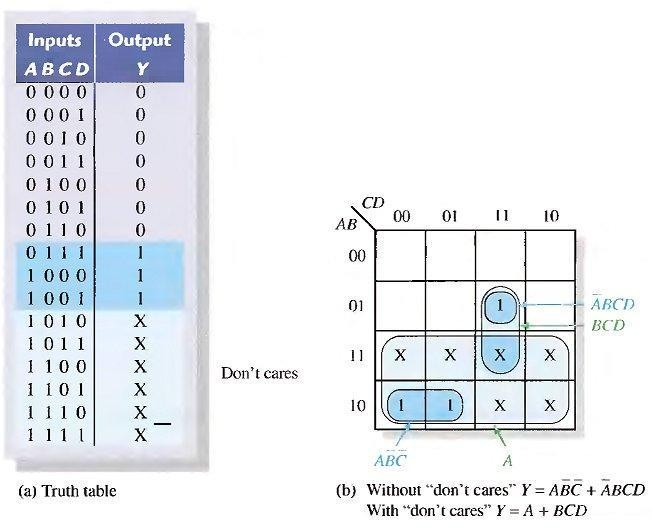 Inputs Output
A B C D Y
0 0 0 0 0
0 0 0 1 0
0 0 1 0 0
0 0 1 1 0
0 1 0 0 0
0 1 0 1 0
0 1 1 0 0
0 1 1 1 1
1 0 0 0 1
1 0 0 1 1
1 0 1 0 X
1 0 1 1 X
1 1 0 0 X
1 1 0 1 X
1 1 1 0 X
1 1 1 1 X
Don't cares
(a) Truth table
CD
AB 00 01 11 10
00
01 1 A̅BCD
BCD
11 X X X X
10 1 1 X X
AB̅C̅ A
(b) Without "don't cares" Y = AB̅C̅ + A̅BCD
With "don't cares" Y = A + BCD